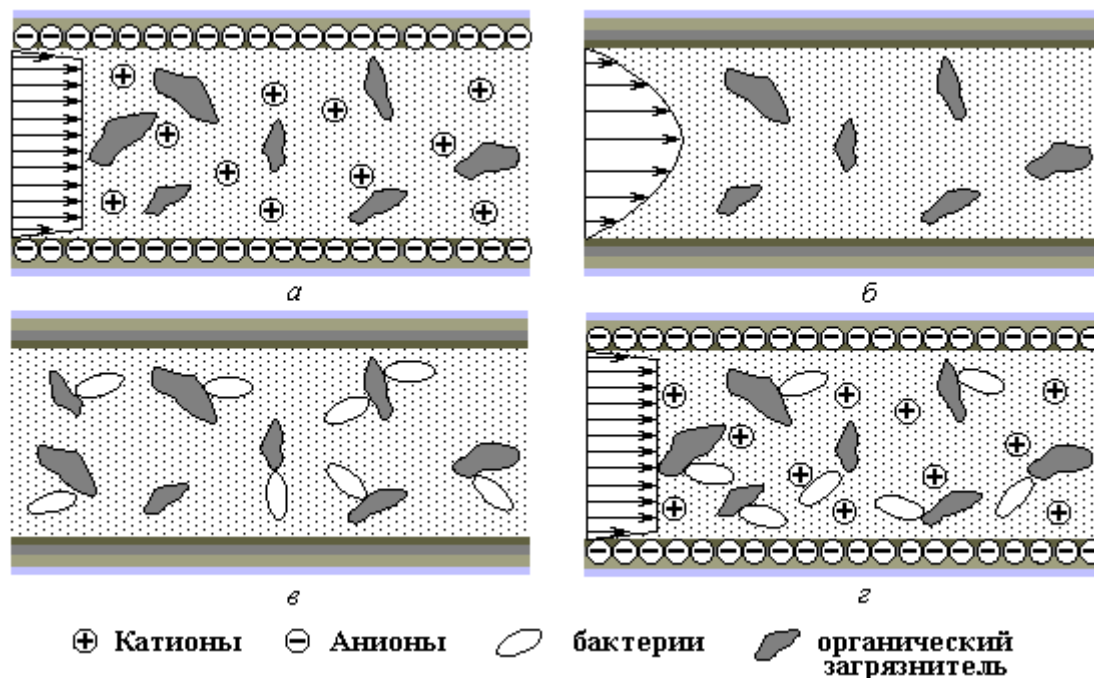 а
б
в
г
Катионы
Анионы
бактерии
органический
загрязнитель